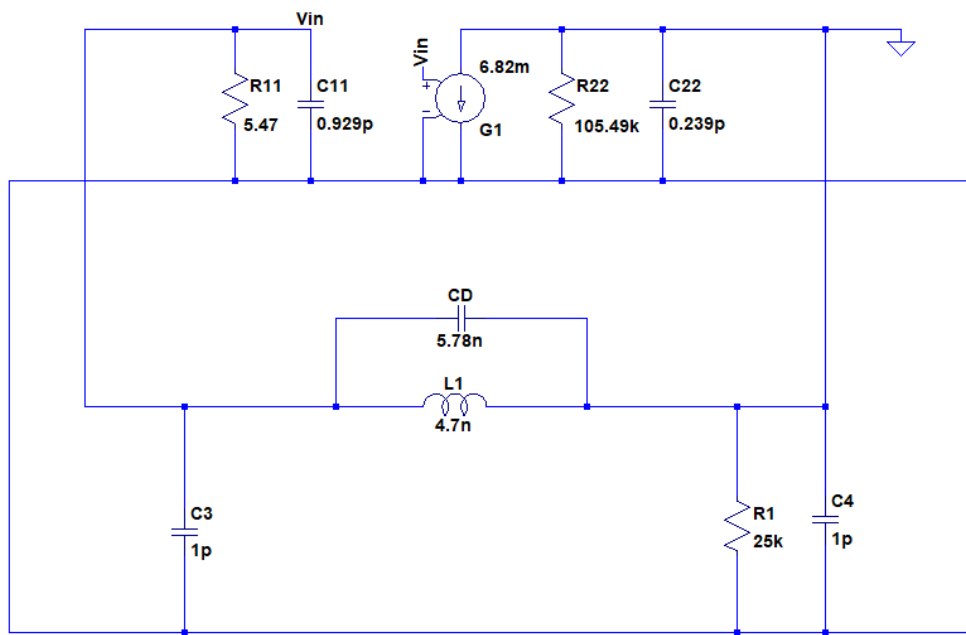 Vin
R11
5.47
C11
0.929p
Vin
6.82m
G1
R22
105.49k
C22
0.239p
CD
5.78n
L1
4.7n
C3
1p
R1
25k
C4
1p